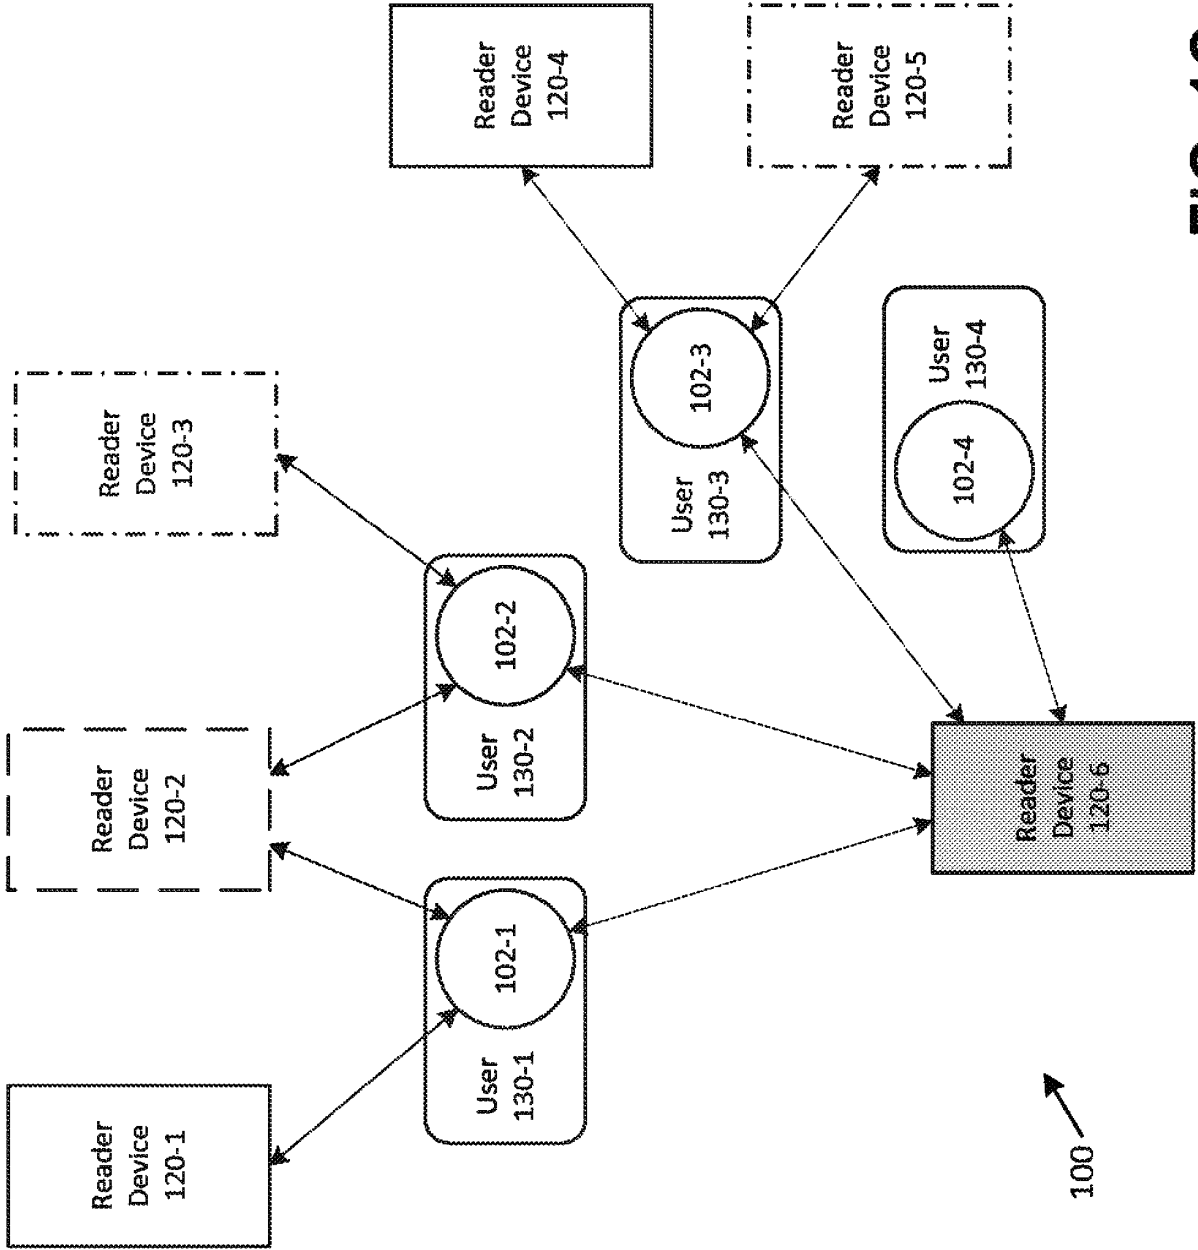 Reader
Device
120-1
Reader
Device
120-2
Reader
Device
120-3
User
130-1
102-1
User
130-2
102-2
Reader
Device
120-4
User
130-3
102-3
Reader
Device
120-5
102-4
User
130-4
Reader
Device
120-6
100